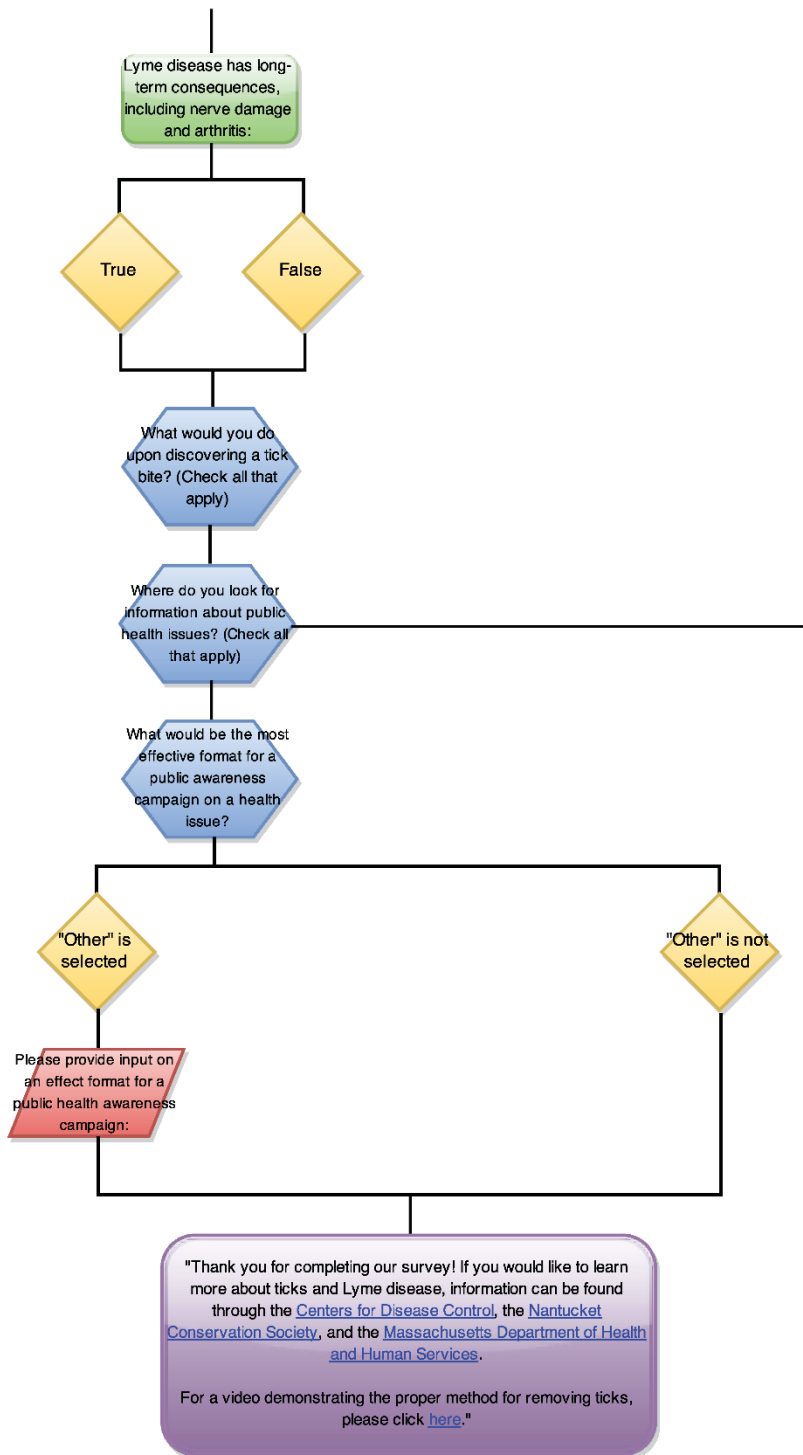 Lyme disease has long-
term consequences,
including nerve damage
and arthritis:
True
False
What would you do
upon discovering a tick
bite? (Check all that
apply)
Where do you look for
information about public
health issues? (Check all
that apply)
What would be the most
effective format for a
public awareness
campaign on a health
issue?
"Other" is
selected
"Other" is not
selected
Please provide input on
an effect format for a
public health awareness
campaign:
"Thank you for completing our survey! If you would like to learn
more about ticks and Lyme disease, information can be found
through the Centers for Disease Control, the Nantucket
Conservation Society, and the Massachusetts Department of Health
and Human Services.
For a video demonstrating the proper method for removing ticks,
please click here."